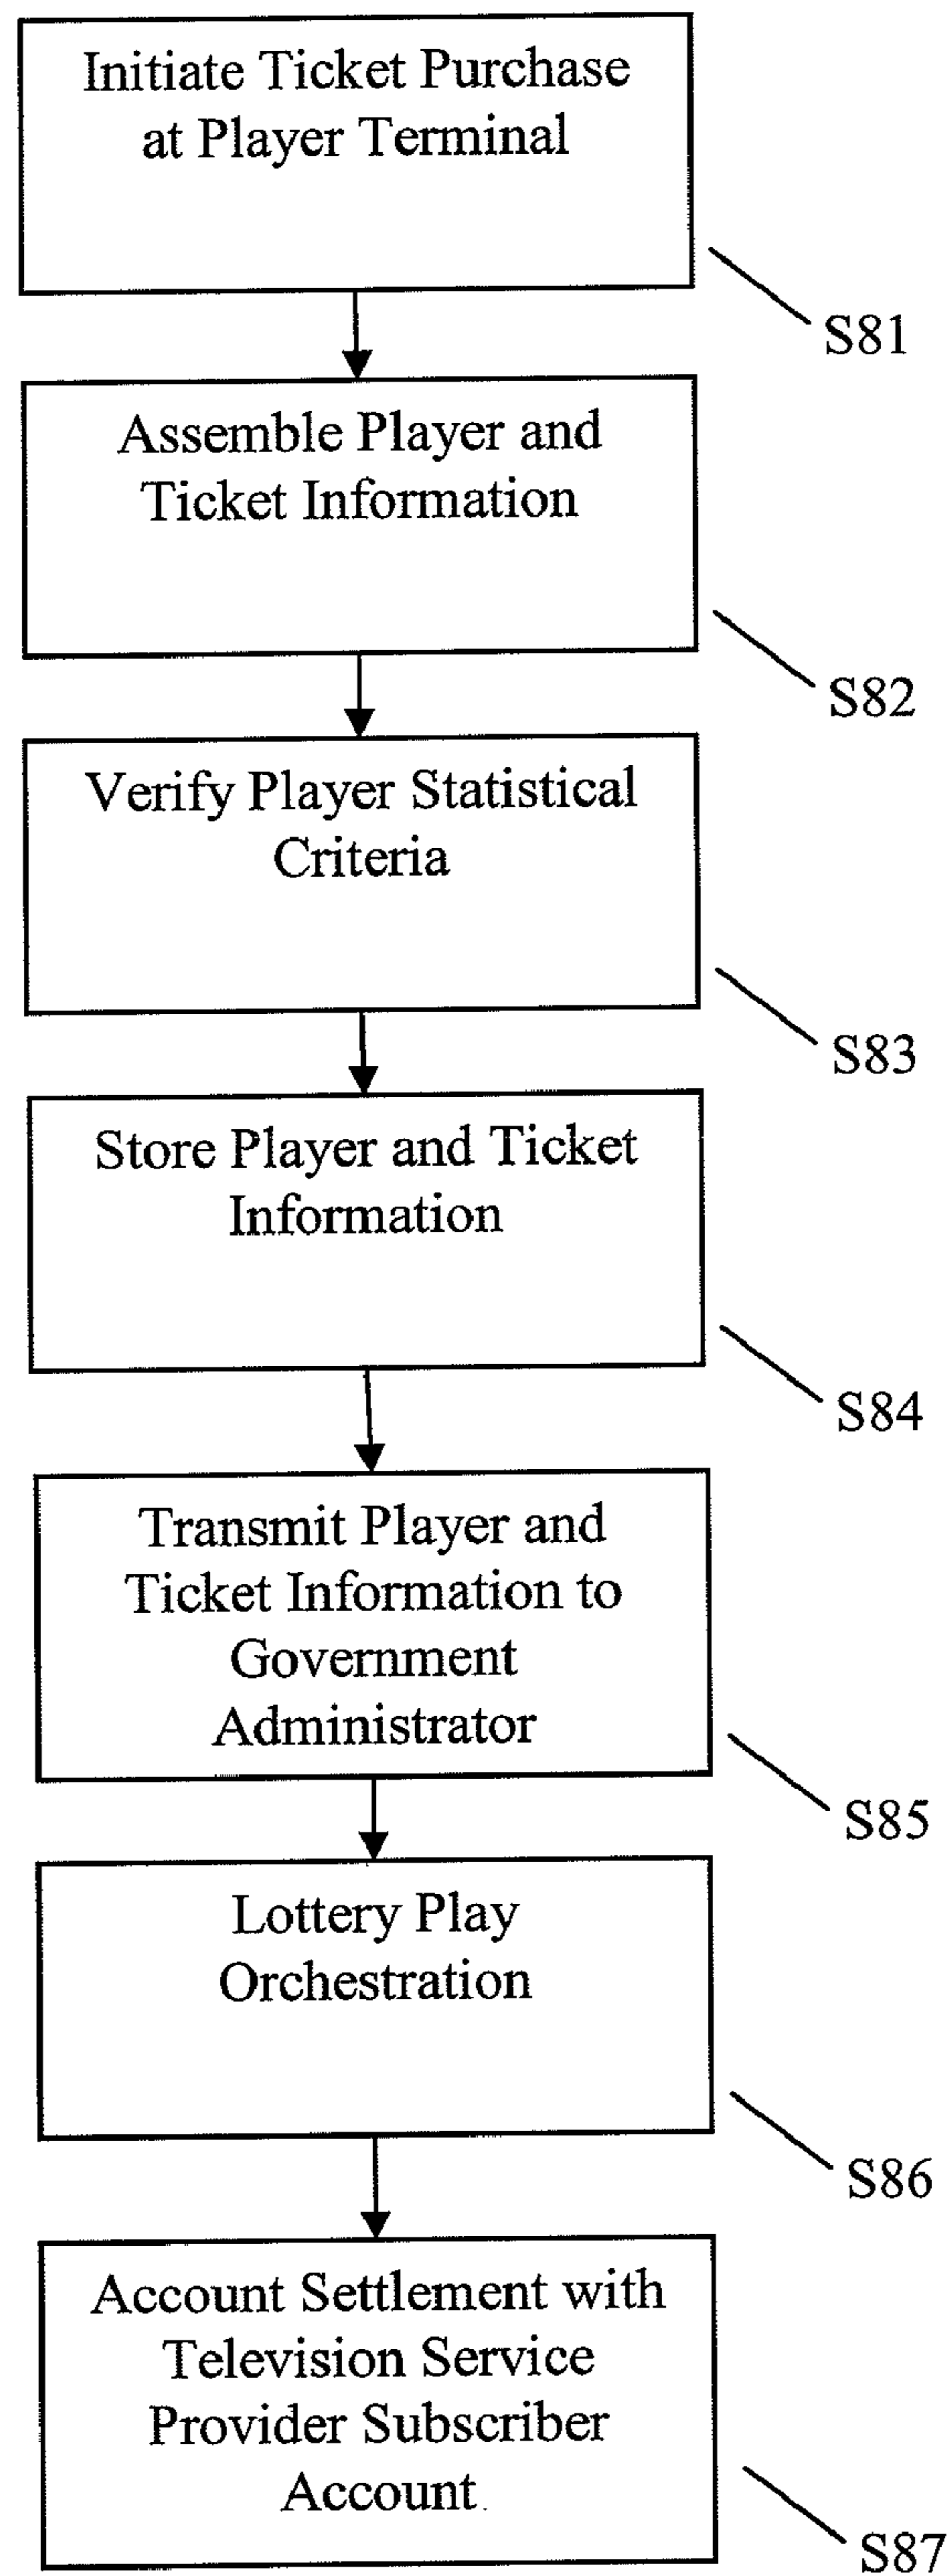 Initiate Ticket Purchase
at Player Terminal
S81
Assemble Player and
Ticket Information
S82
Verify Player Statistical
Criteria
S83
Store Player and Ticket
Information
S84
Transmit Player and
Ticket Information to
Government
Administrator
S85
Lottery Play
Orchestration
S86
Account Settlement with
Television Service
Provider Subscriber
Account
S87